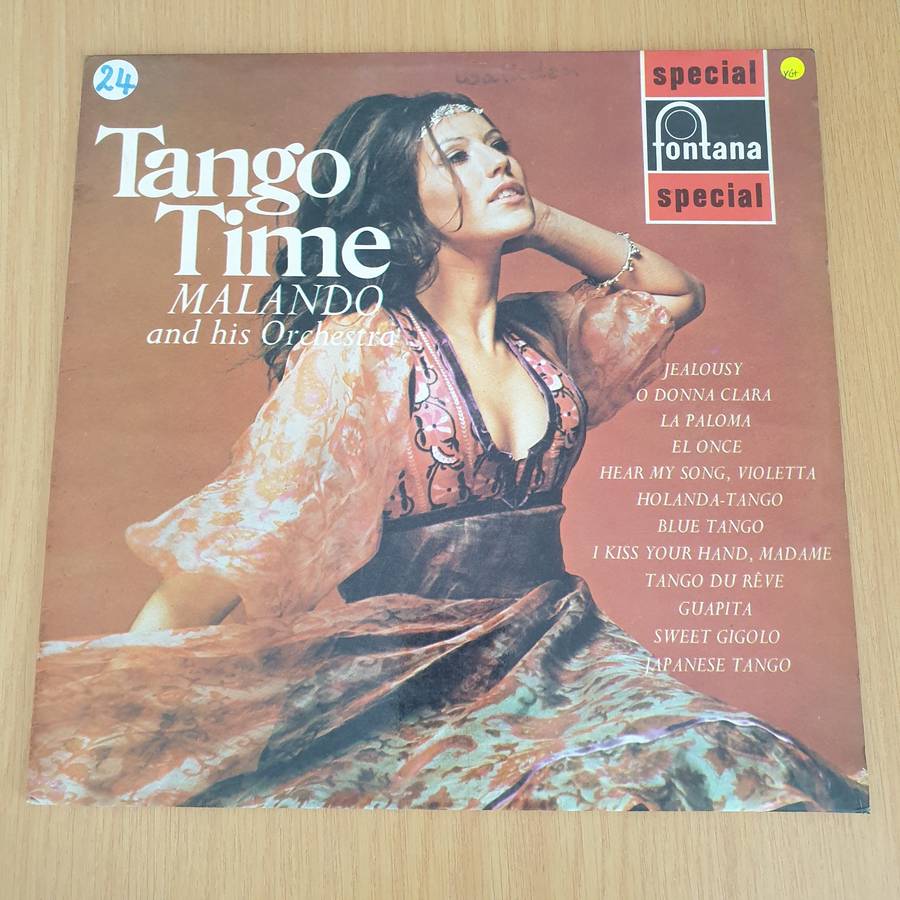 24
Tango
Time
MALANDO
and his Orchestra
special
fontana
special
VG+
JEALOUSY
O DONNA CLARA
LA PALOMA
EL ONCE
HEAR MY SONG, VIOLETTA
HOLANDA-TANGO
BLUE TANGO
I KISS YOUR HAND, MADAME
TANGO DU RÊVE
GUAPITA
SWEET GIGOLO
JAPANESE TANGO